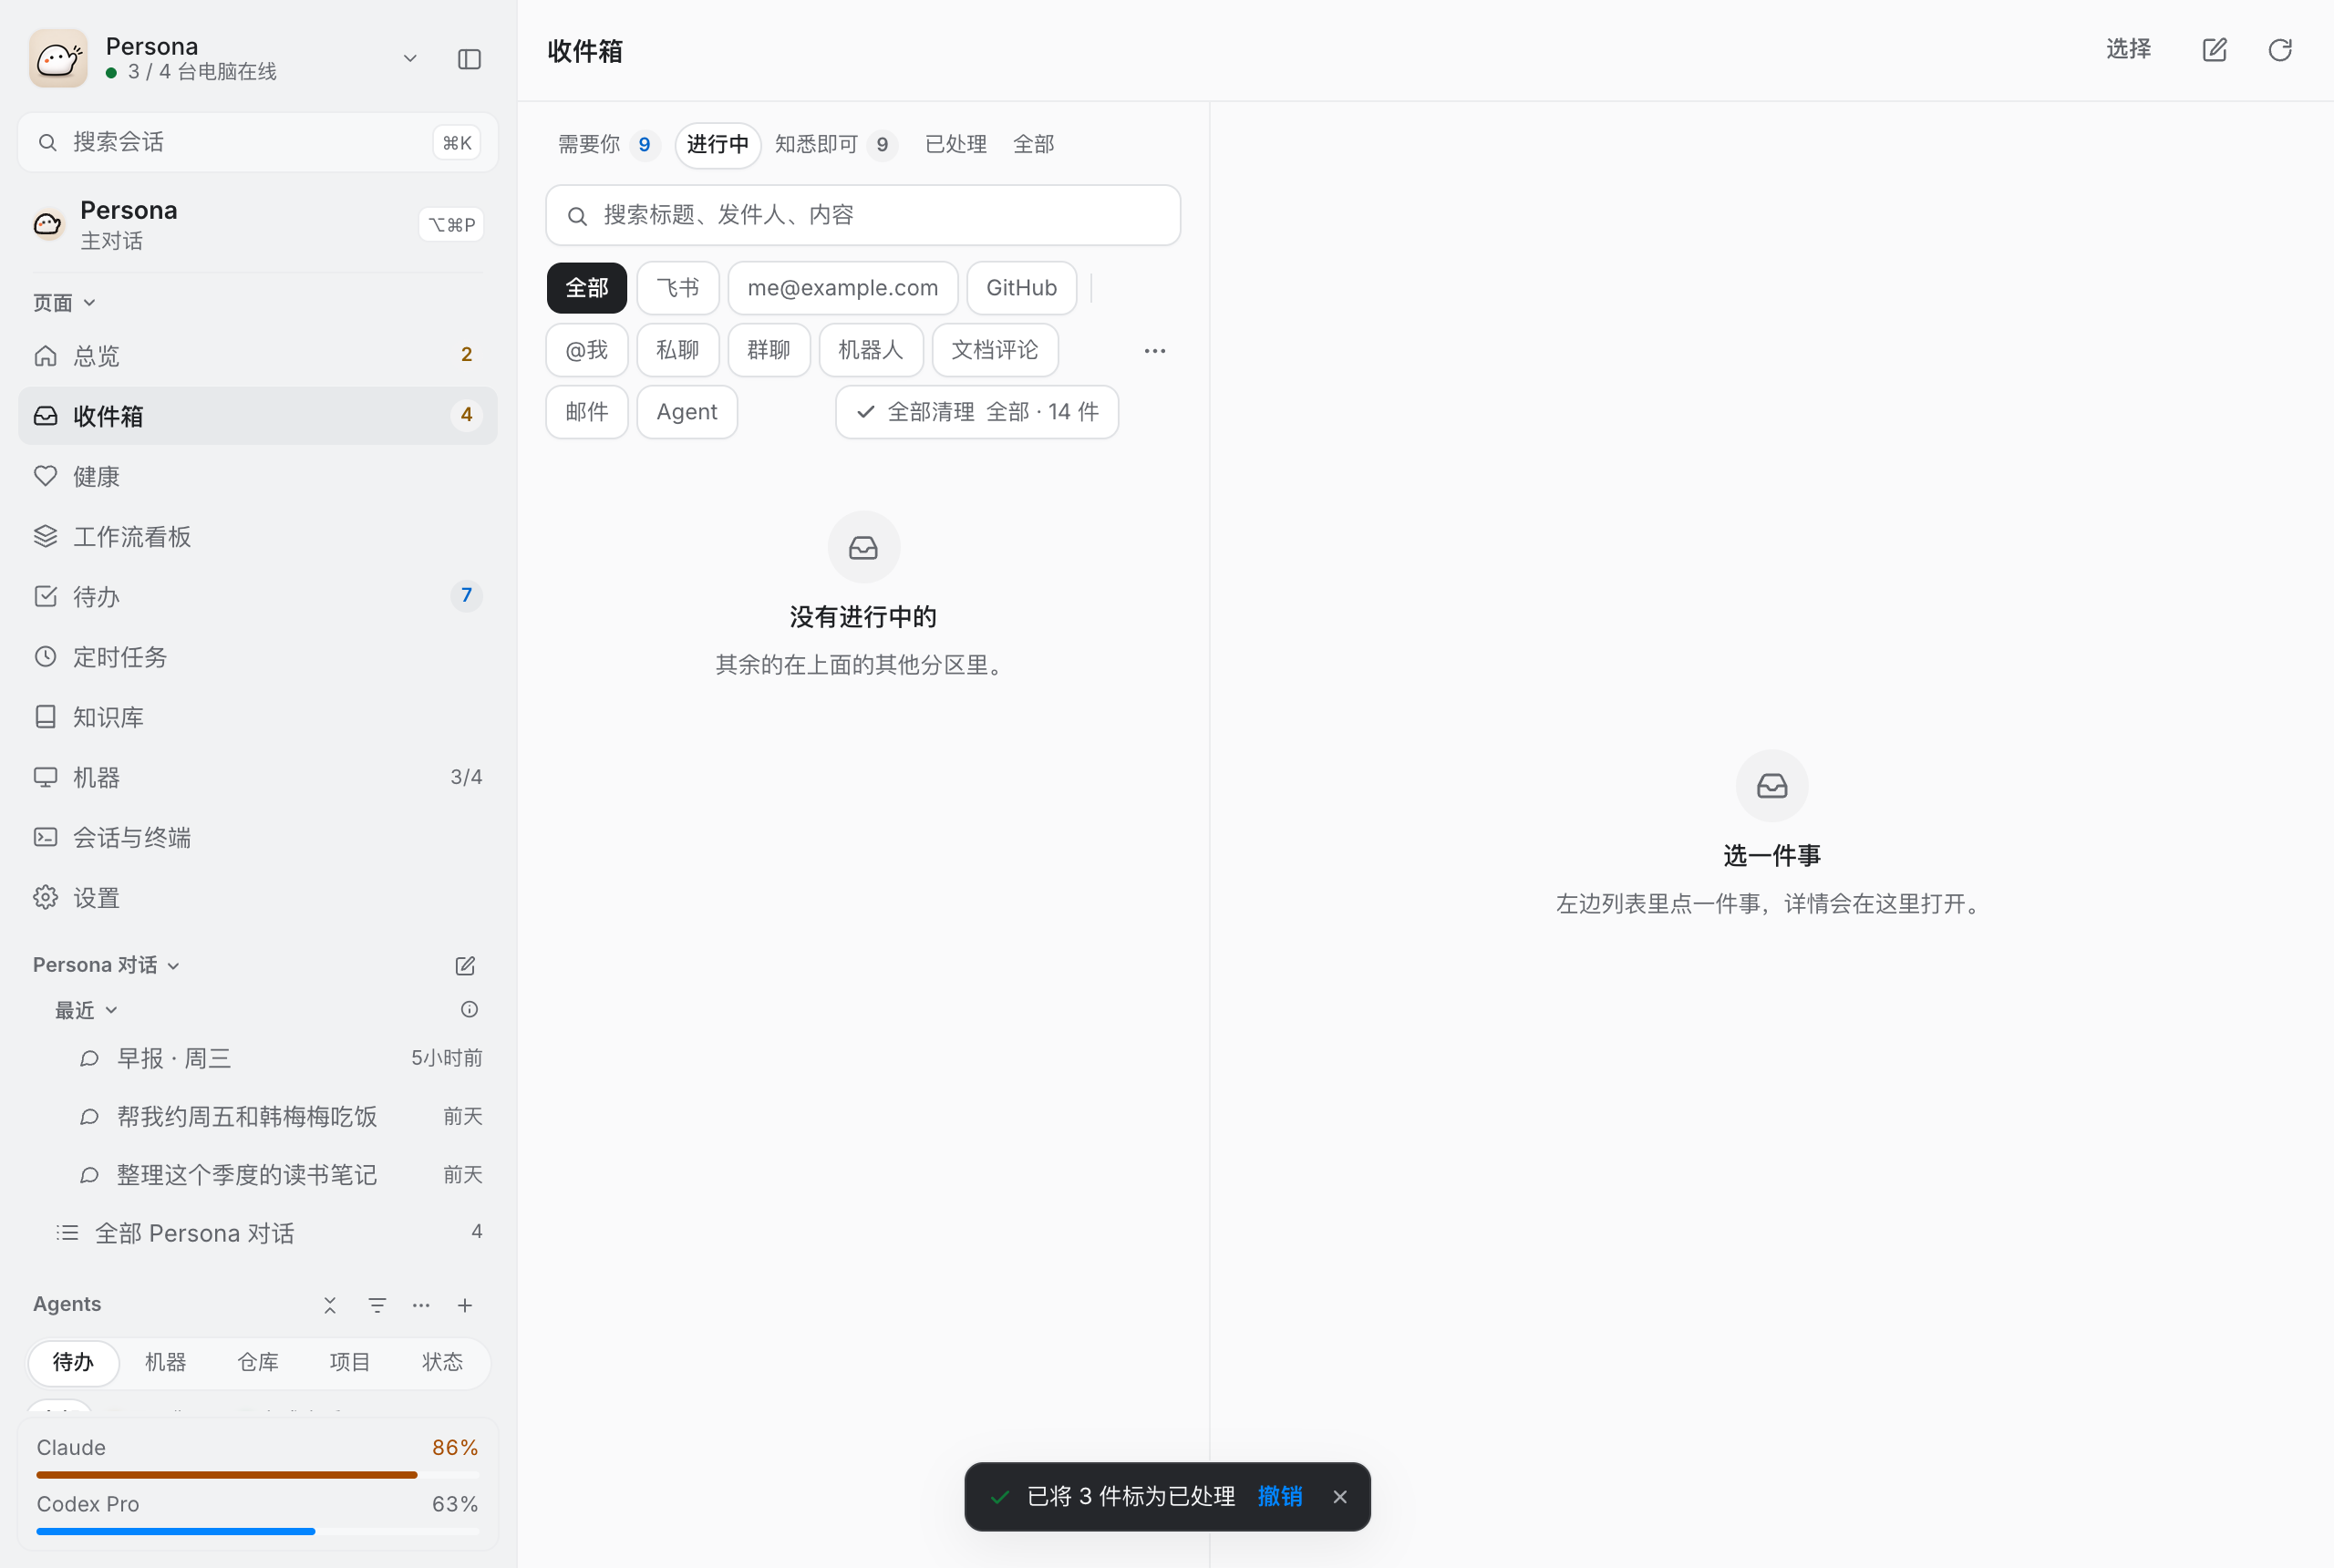 Persona
3 / 4 台电脑在线
搜索会话
⌘K
Persona
主对话
⌥⌘P
页面
总览
2
收件箱
4
健康
工作流看板
待办
7
定时任务
知识库
机器
3/4
会话与终端
设置
Persona 对话
最近
早报 · 周三
5小时前
帮我约周五和韩梅梅吃饭
前天
整理这个季度的读书笔记
前天
全部 Persona 对话
4
Agents
待办
机器
仓库
项目
状态
Claude
86%
Codex Pro
63%
收件箱
选择
需要你 9
进行中
知悉即可 9
已处理
全部
搜索标题、发件人、内容
全部
飞书
me@example.com
GitHub
@我
私聊
群聊
机器人
文档评论
邮件
Agent
全部清理 全部 · 14 件
没有进行中的
其余的在上面的其他分区里。
选一件事
左边列表里点一件事，详情会在这里打开。
已将 3 件标为已处理 撤销